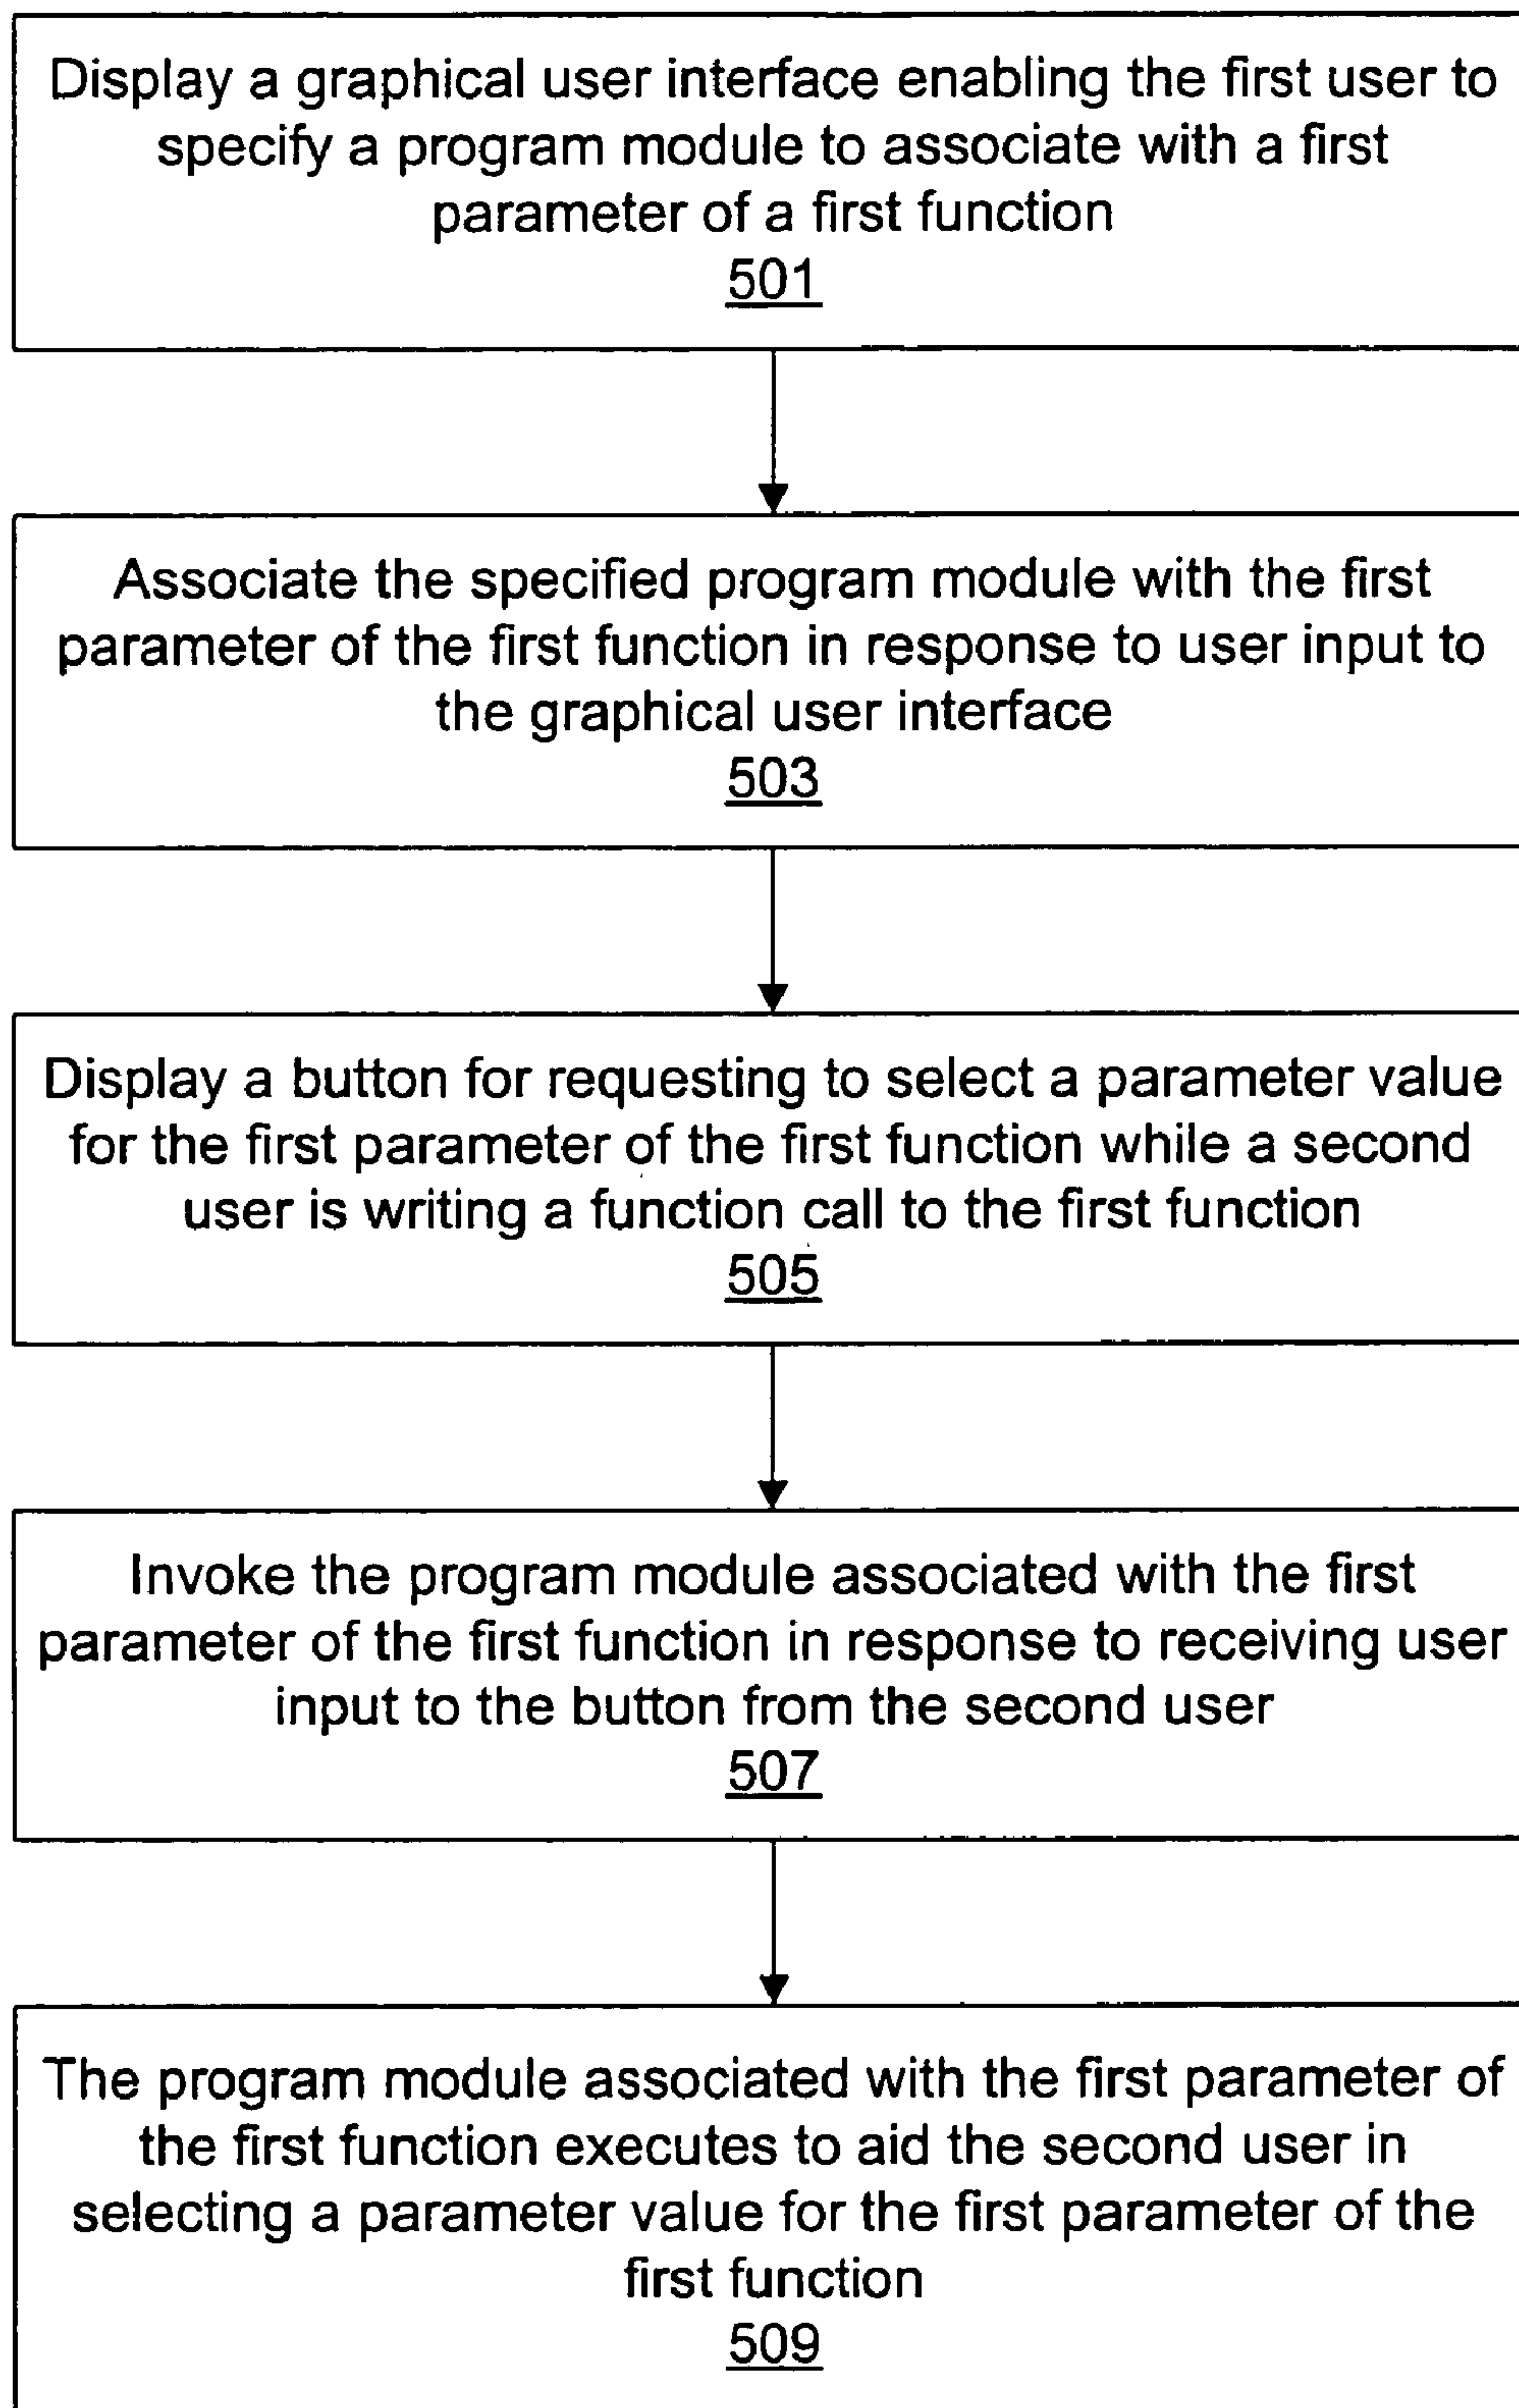 Display a graphical user interface enabling the first user to
specify a program module to associate with a first
parameter of a first function
501
Associate the specified program module with the first
parameter of the first function in response to user input to
the graphical user interface
503
Display a button for requesting to select a parameter value
for the first parameter of the first function while a second
user is writing a function call to the first function
505
Invoke the program module associated with the first
parameter of the first function in response to receiving user
input to the button from the second user
507
The program module associated with the first parameter of
the first function executes to aid the second user in
selecting a parameter value for the first parameter of the
first function
509